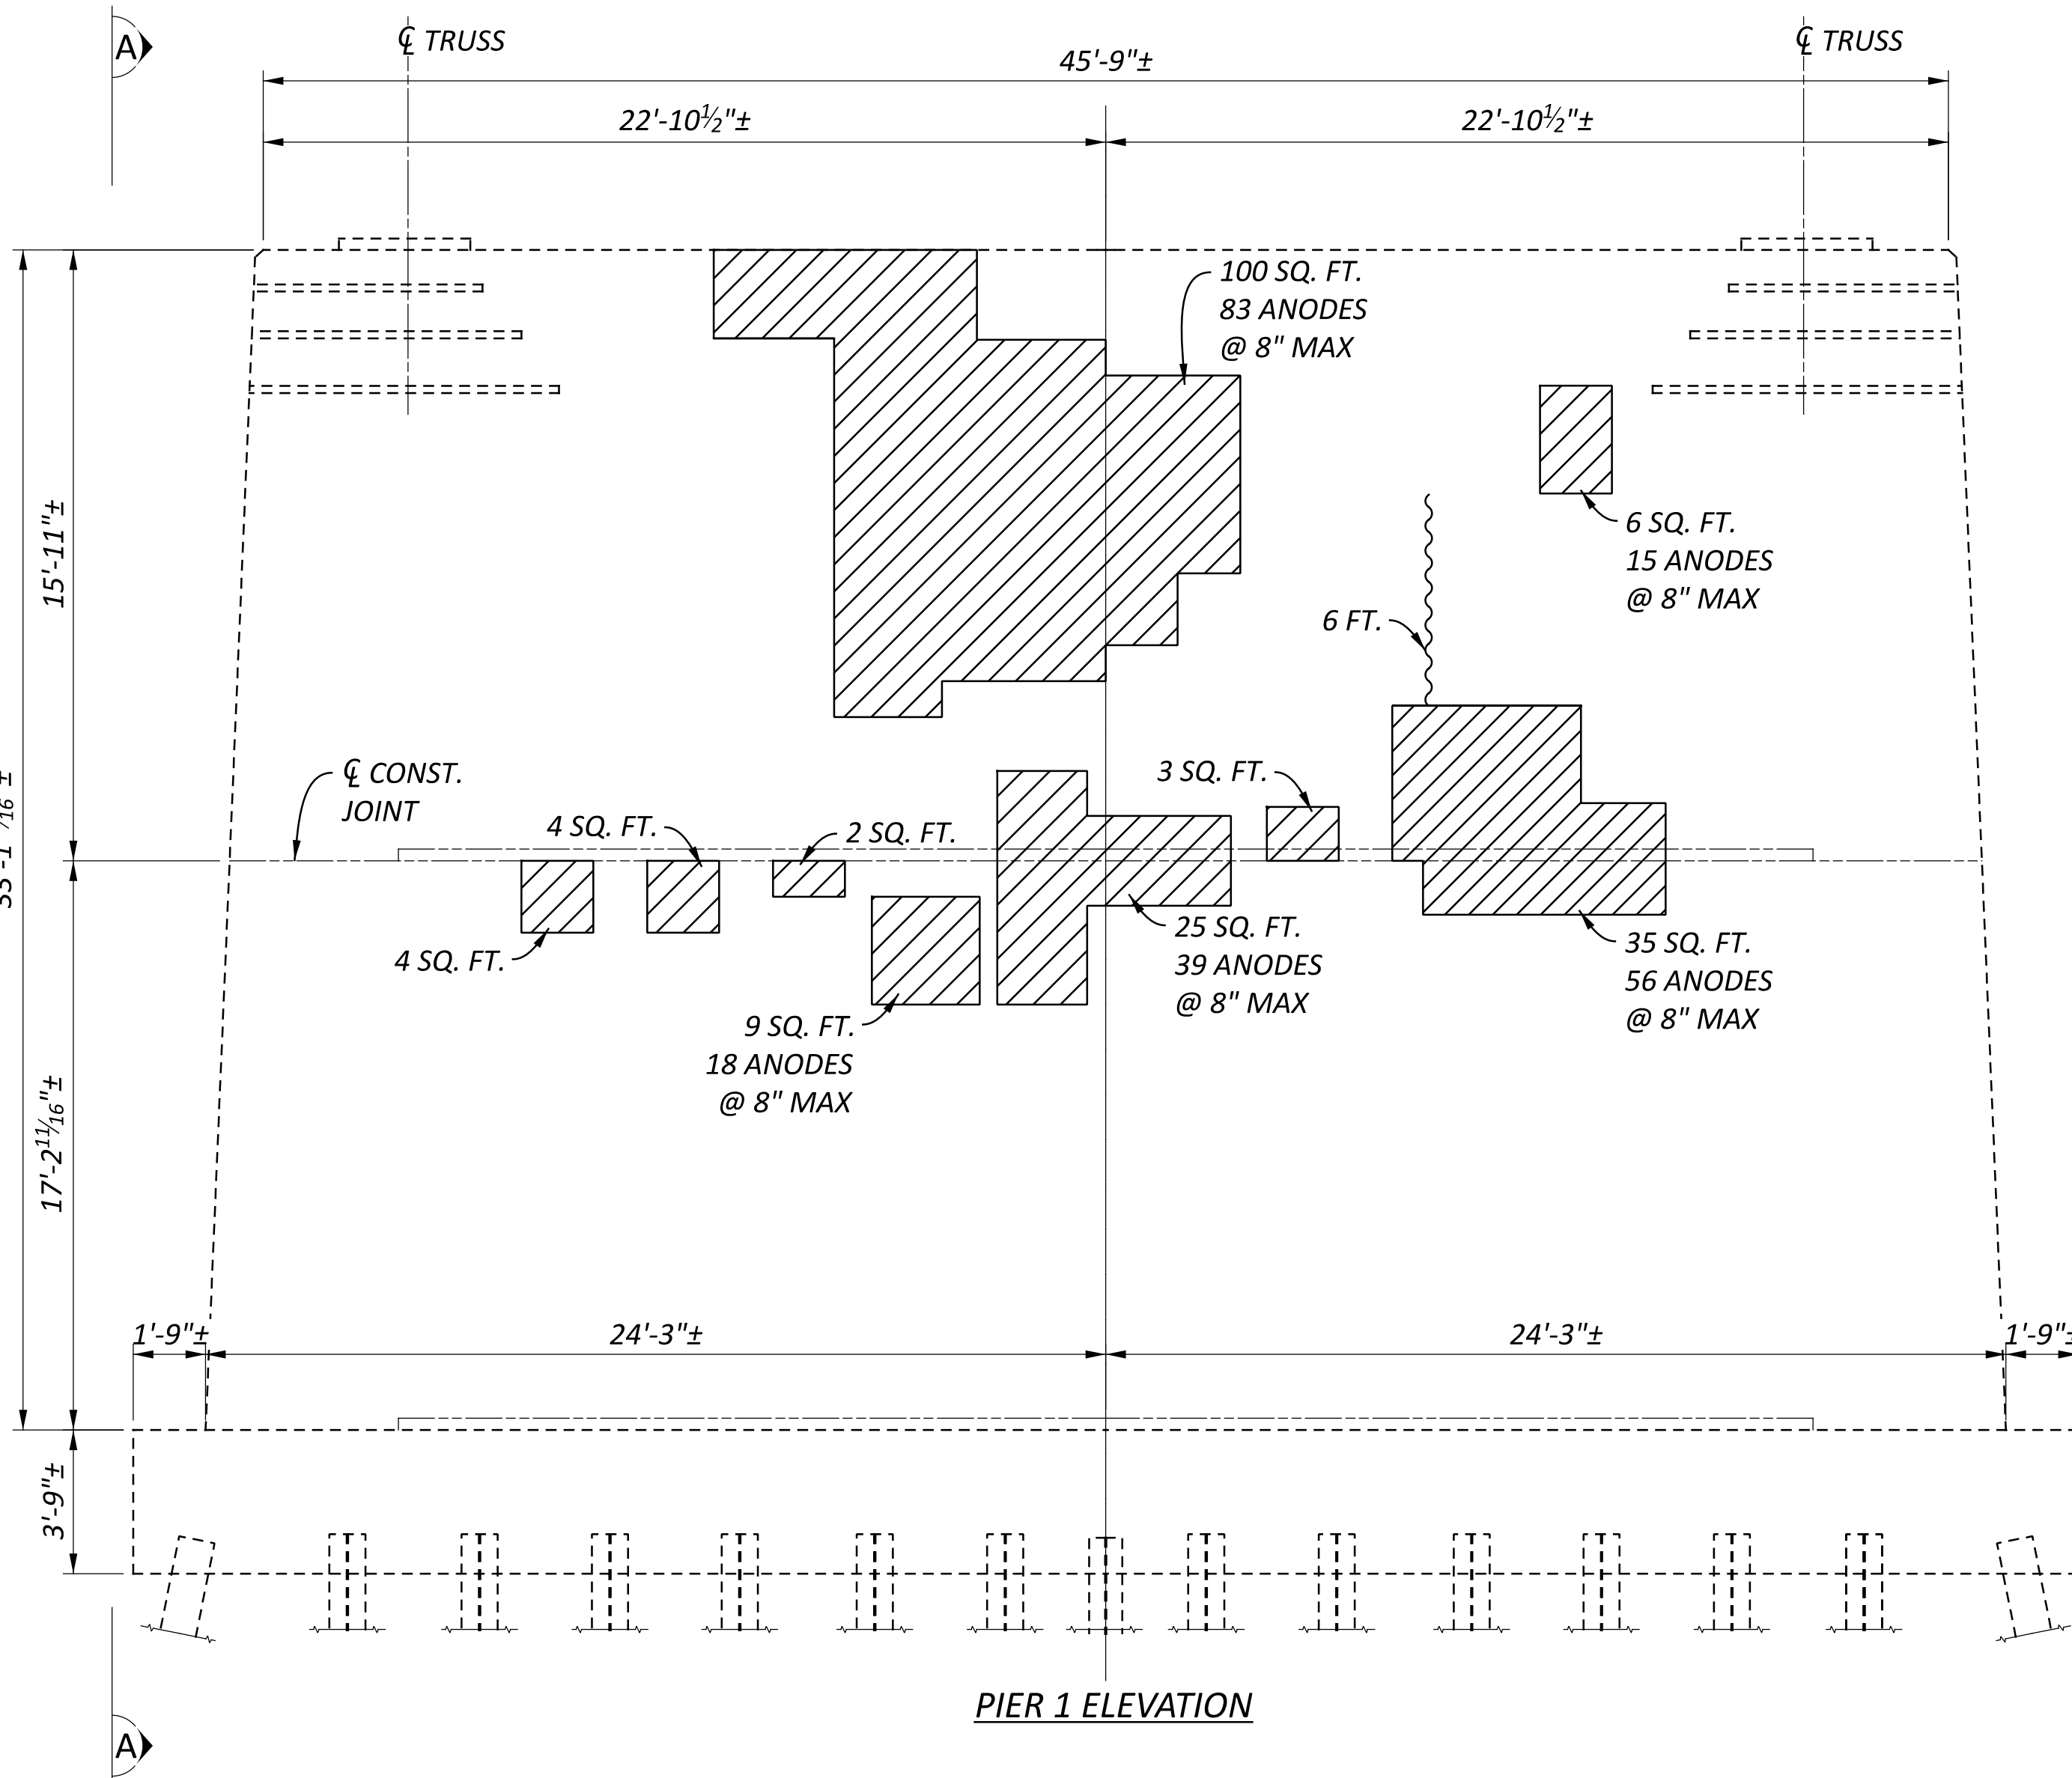 A
℄ TRUSS
℄ TRUSS
45'-9"±
22'-10½"±
22'-10½"±
100 SQ. FT.
83 ANODES
@ 8" MAX
6 SQ. FT.
15 ANODES
@ 8" MAX
15'-11"±
6 FT.
℄ CONST.
JOINT
4 SQ. FT.
2 SQ. FT.
3 SQ. FT.
4 SQ. FT.
25 SQ. FT.
39 ANODES
@ 8" MAX
35 SQ. FT.
56 ANODES
@ 8" MAX
9 SQ. FT.
18 ANODES
@ 8" MAX
17'-2 11/16"±
1'-9"±
24'-3"±
24'-3"±
1'-9"±
3'-9"±
PIER 1 ELEVATION
A